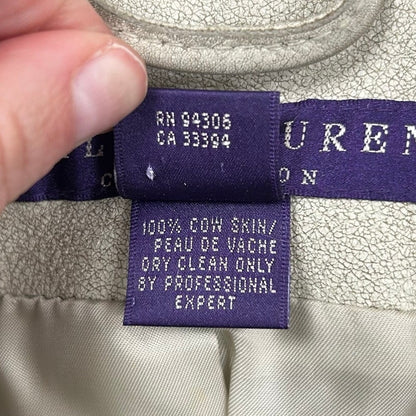 RN 94306
CA 33394
L UREN
C ON
100% COW SKIN/
PEAU DE VACHE
DRY CLEAN ONLY
BY PROFESSIONAL
EXPERT